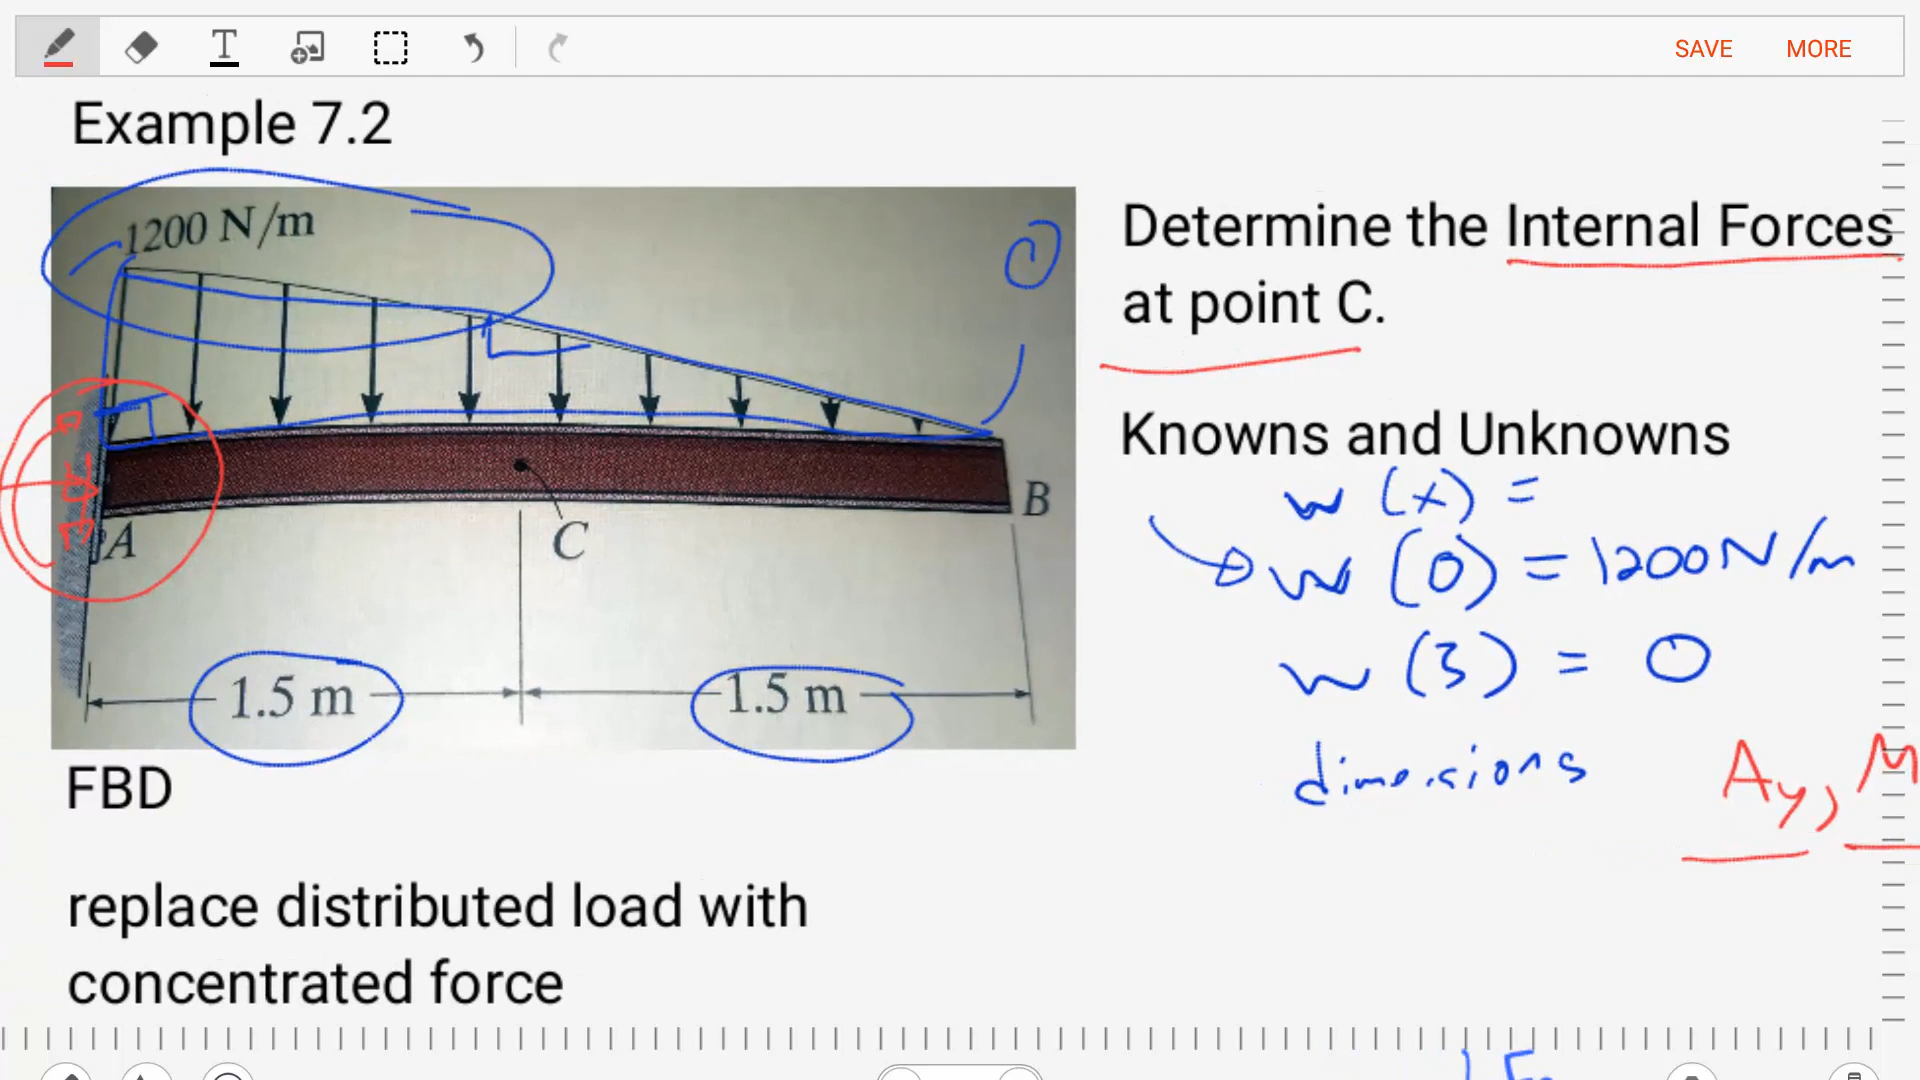 T
SAVE MORE
Example 7.2
1200 N/m
A
C
B
1.5 m
1.5 m
Determine the Internal Forces
at point C.
Knowns and Unknowns
w (x) =
w (0) = 1200 N/m
w (3) = 0
dimensions
Ay, M
FBD
replace distributed load with
concentrated force